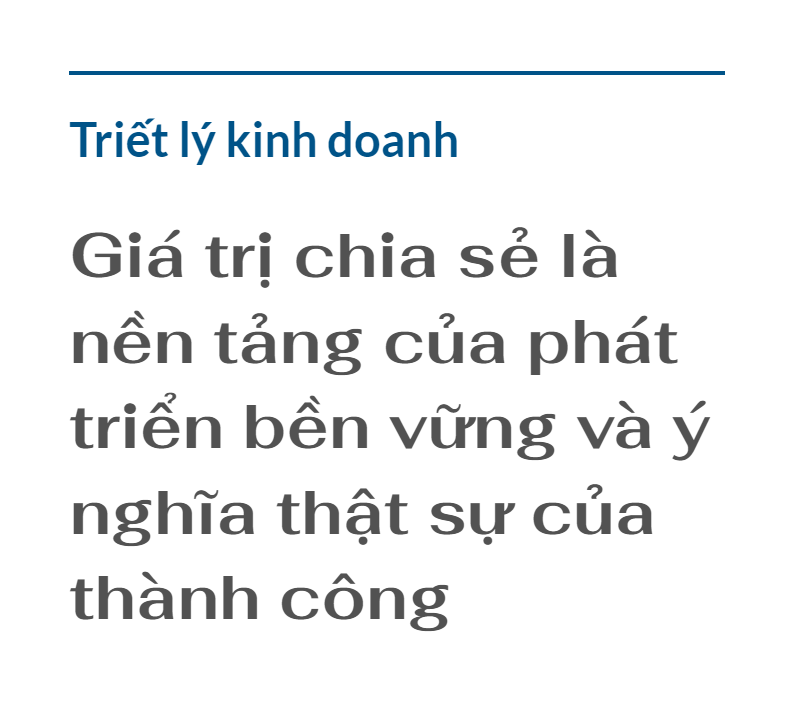 Triết lý kinh doanh
Giá trị chia sẻ là
nền tảng của phát
triển bền vững và ý
nghĩa thật sự của
thành công